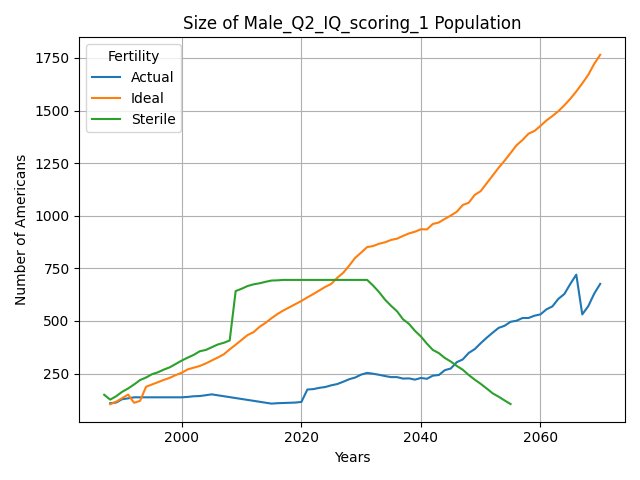 Size of Male_Q2_IQ_scoring_1 Population
Fertility
Actual
Ideal
Sterile
Number of Americans
1750
1500
1250
1000
750
500
250
2000
2020
2040
2060
Years